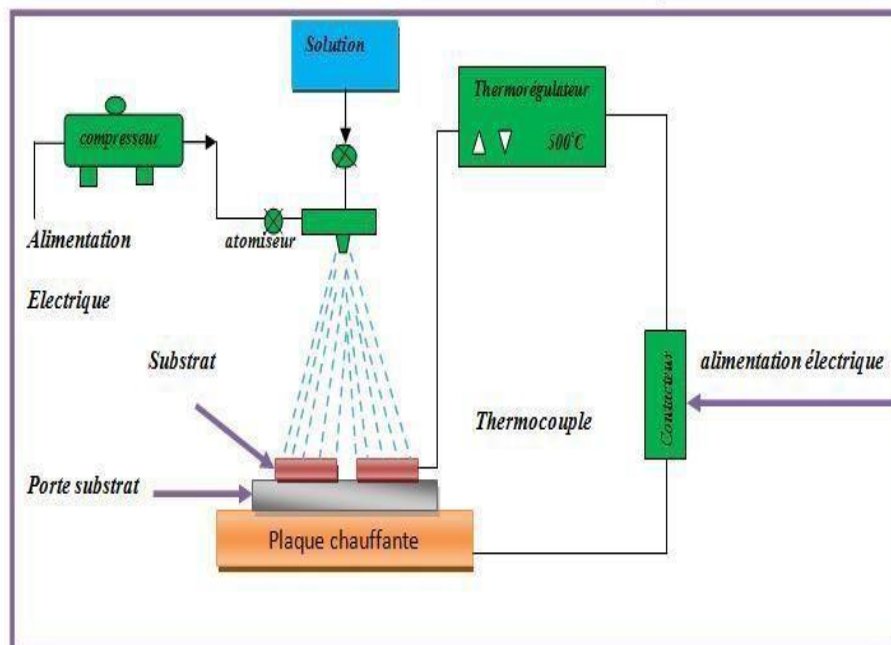 Solution
Thermorégulateur
500°C
compresseur
Alimentation
atomiseur
Electrique
Substrat
alimentation électrique
Contacteur
Thermocouple
Porte substrat
Plaque chauffante